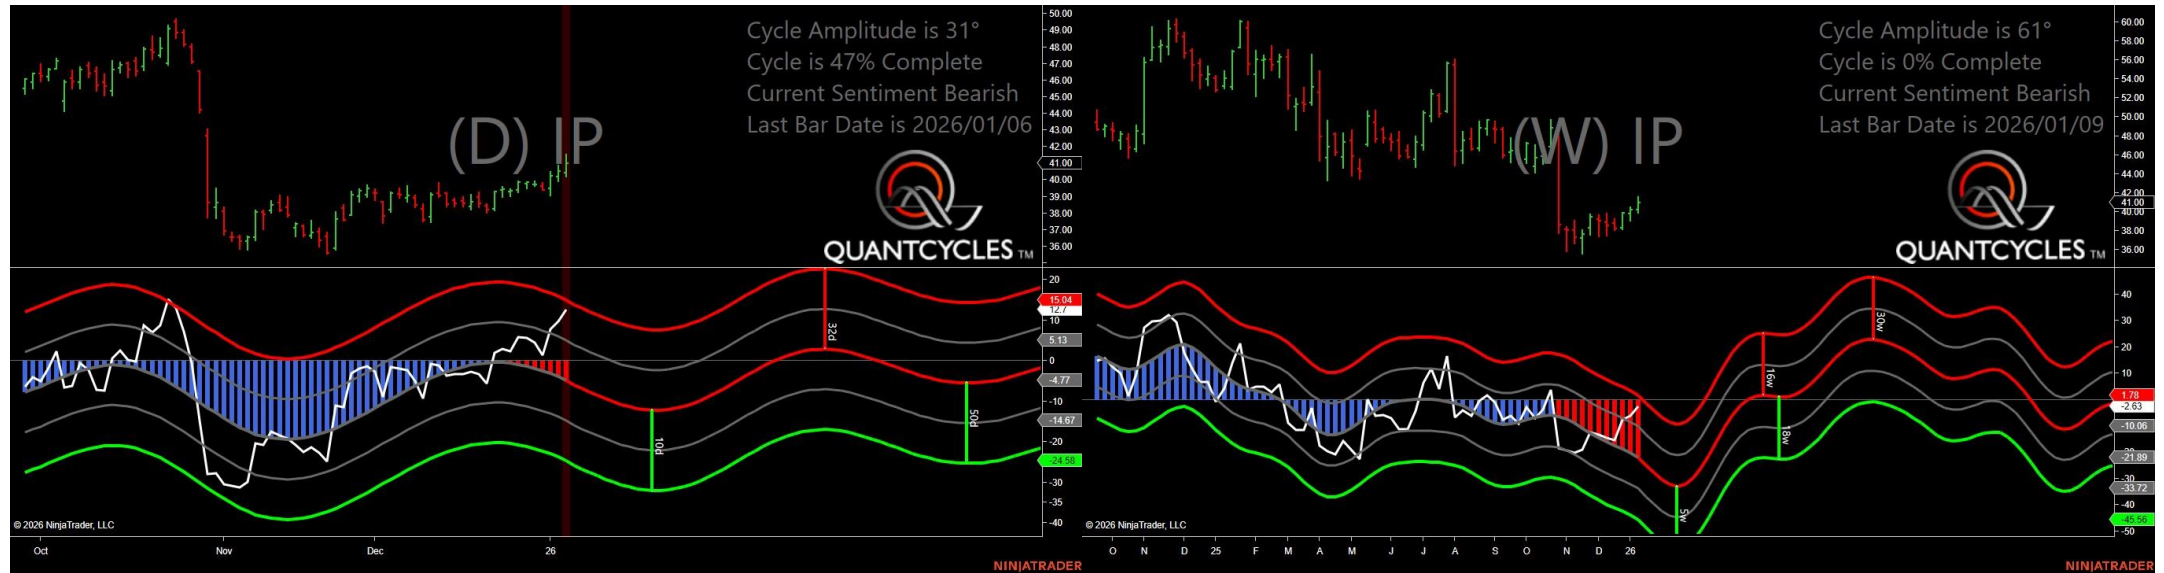 Cycle Amplitude is 31°
Cycle is 47% Complete
Current Sentiment Bearish
Last Bar Date is 2026/01/06
(D) IP
QUANTCYCLES TM
50.00
49.00
48.00
47.00
46.00
45.00
44.00
43.00
42.00
41.00
40.00
39.00
38.00
37.00
36.00
20
15.04
12.7
10
5.13
0
-4.77
-10
-14.67
-20
-24.58
-30
-35
-40
32d
10d
50d
© 2026 NinjaTrader, LLC
Oct Nov Dec 26
NINJATRADER
Cycle Amplitude is 61°
Cycle is 0% Complete
Current Sentiment Bearish
Last Bar Date is 2026/01/09
(W) IP
QUANTCYCLES TM
60.00
58.00
56.00
54.00
52.00
50.00
48.00
46.00
44.00
42.00
41.00
40.00
38.00
36.00
40
30
20
10
1.78
-2.63
-10.06
-21.89
-30
-33.72
-40
-45.56
-50
30w
16w
18w
5w
© 2026 NinjaTrader, LLC
O N D 25 F M A M J J A S O N D 26
NINJATRADER